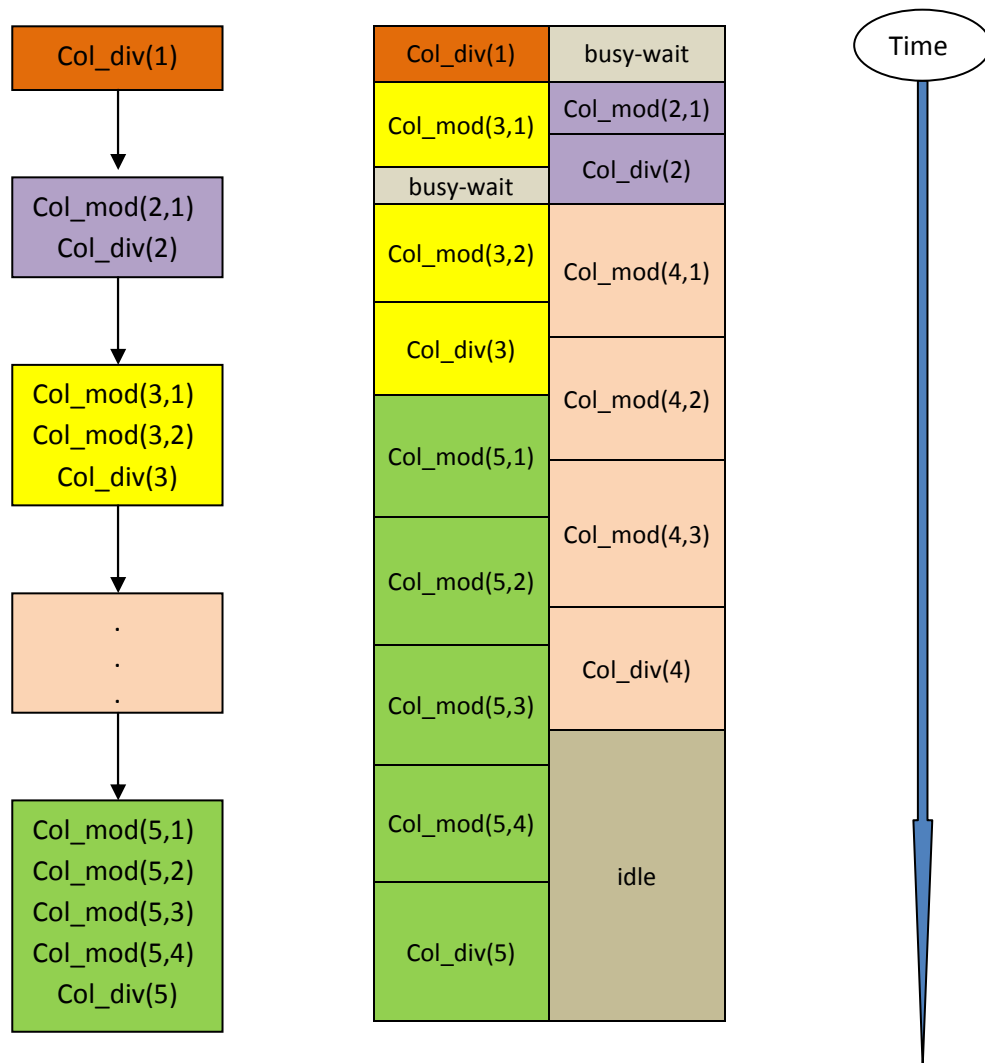 Col_div(1)
Col_mod(2,1)
Col_div(2)
Col_mod(3,1)
Col_mod(3,2)
Col_div(3)
.
.
.
Col_mod(5,1)
Col_mod(5,2)
Col_mod(5,3)
Col_mod(5,4)
Col_div(5)
Col_div(1)
Col_mod(3,1)
busy-wait
Col_mod(3,2)
Col_div(3)
Col_mod(5,1)
Col_mod(5,2)
Col_mod(5,3)
Col_mod(5,4)
Col_div(5)
busy-wait
Col_mod(2,1)
Col_div(2)
Col_mod(4,1)
Col_mod(4,2)
Col_mod(4,3)
Col_div(4)
idle
Time